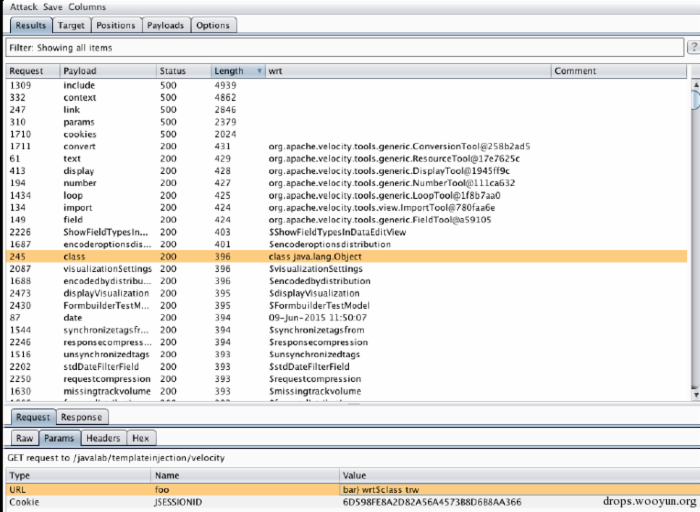 Attack Save Columns
Results Target Positions Payloads Options
Filter: Showing all items ?
Request Payload Status Length wrt Comment
1309 include 500 4939
332 context 500 4862
247 link 500 2846
310 params 500 2379
1710 cookies 500 2024
1711 convert 200 431 org.apache.velocity.tools.generic.ConversionTool@258b2ad5
61 text 200 429 org.apache.velocity.tools.generic.ResourceTool@17e7625c
413 display 200 428 org.apache.velocity.tools.generic.DisplayTool@1945ff9c
194 number 200 427 org.apache.velocity.tools.generic.NumberTool@111ca632
1434 loop 200 425 org.apache.velocity.tools.generic.LoopTool@1f8b7aa0
134 import 200 424 org.apache.velocity.tools.view.ImportTool@780faa6e
149 field 200 424 org.apache.velocity.tools.generic.FieldTool@a59105
2226 ShowFieldTypesIn... 200 403 $ShowFieldTypesInDataEditView
1687 encoderoptionsdis... 200 401 $encoderoptionsdistribution
245 class 200 396 class java.lang.Object
2087 visualizationSettings 200 396 $visualizationSettings
1688 encodedbydistribu... 200 396 $encodedbydistribution
2473 displayVisualization 200 395 $displayVisualization
2430 FormbuilderTestM... 200 395 $FormbuilderTestModel
87 date 200 394 09-Jun-2015 11:50:07
1544 synchronizetagsfr... 200 394 $synchronizetagsfrom
2246 responsecompress... 200 394 $responsecompression
1516 unsynchronizedtags 200 393 $unsynchronizedtags
2202 stdDateFilterField 200 393 $stdDateFilterField
2250 requestcompression 200 393 $requestcompression
1630 missingtrackvolume 200 393 $missingtrackvolume
Request Response
Raw Params Headers Hex
GET request to /javalab/templateinjection/velocity
Type Name Value
URL foo bar} wrt$class trw
Cookie JSESSIONID 6D598FE8A2D82A56A4573B8D6B8AA366
drops.wooyun.org